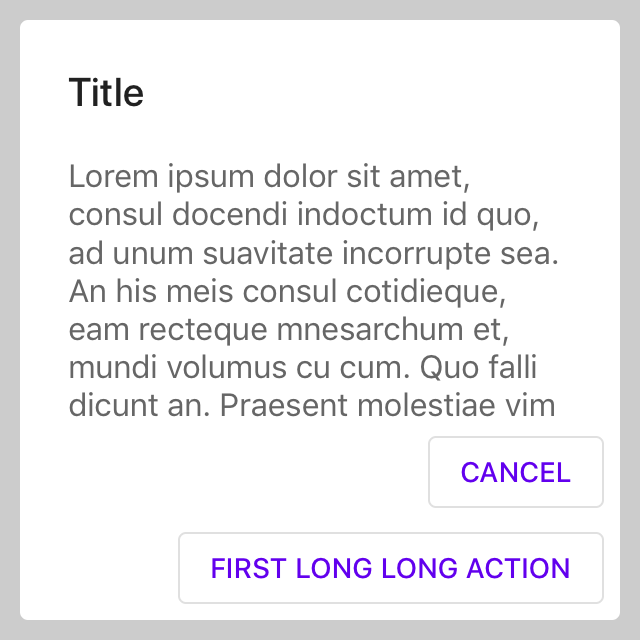 Title
Lorem ipsum dolor sit amet,
consul docendi indoctum id quo,
ad unum suavitate incorrupte sea.
An his meis consul cotidieque,
eam recteque mnesarchum et,
mundi volumus cu cum. Quo falli
dicunt an. Praesent molestiae vim
CANCEL
FIRST LONG LONG ACTION